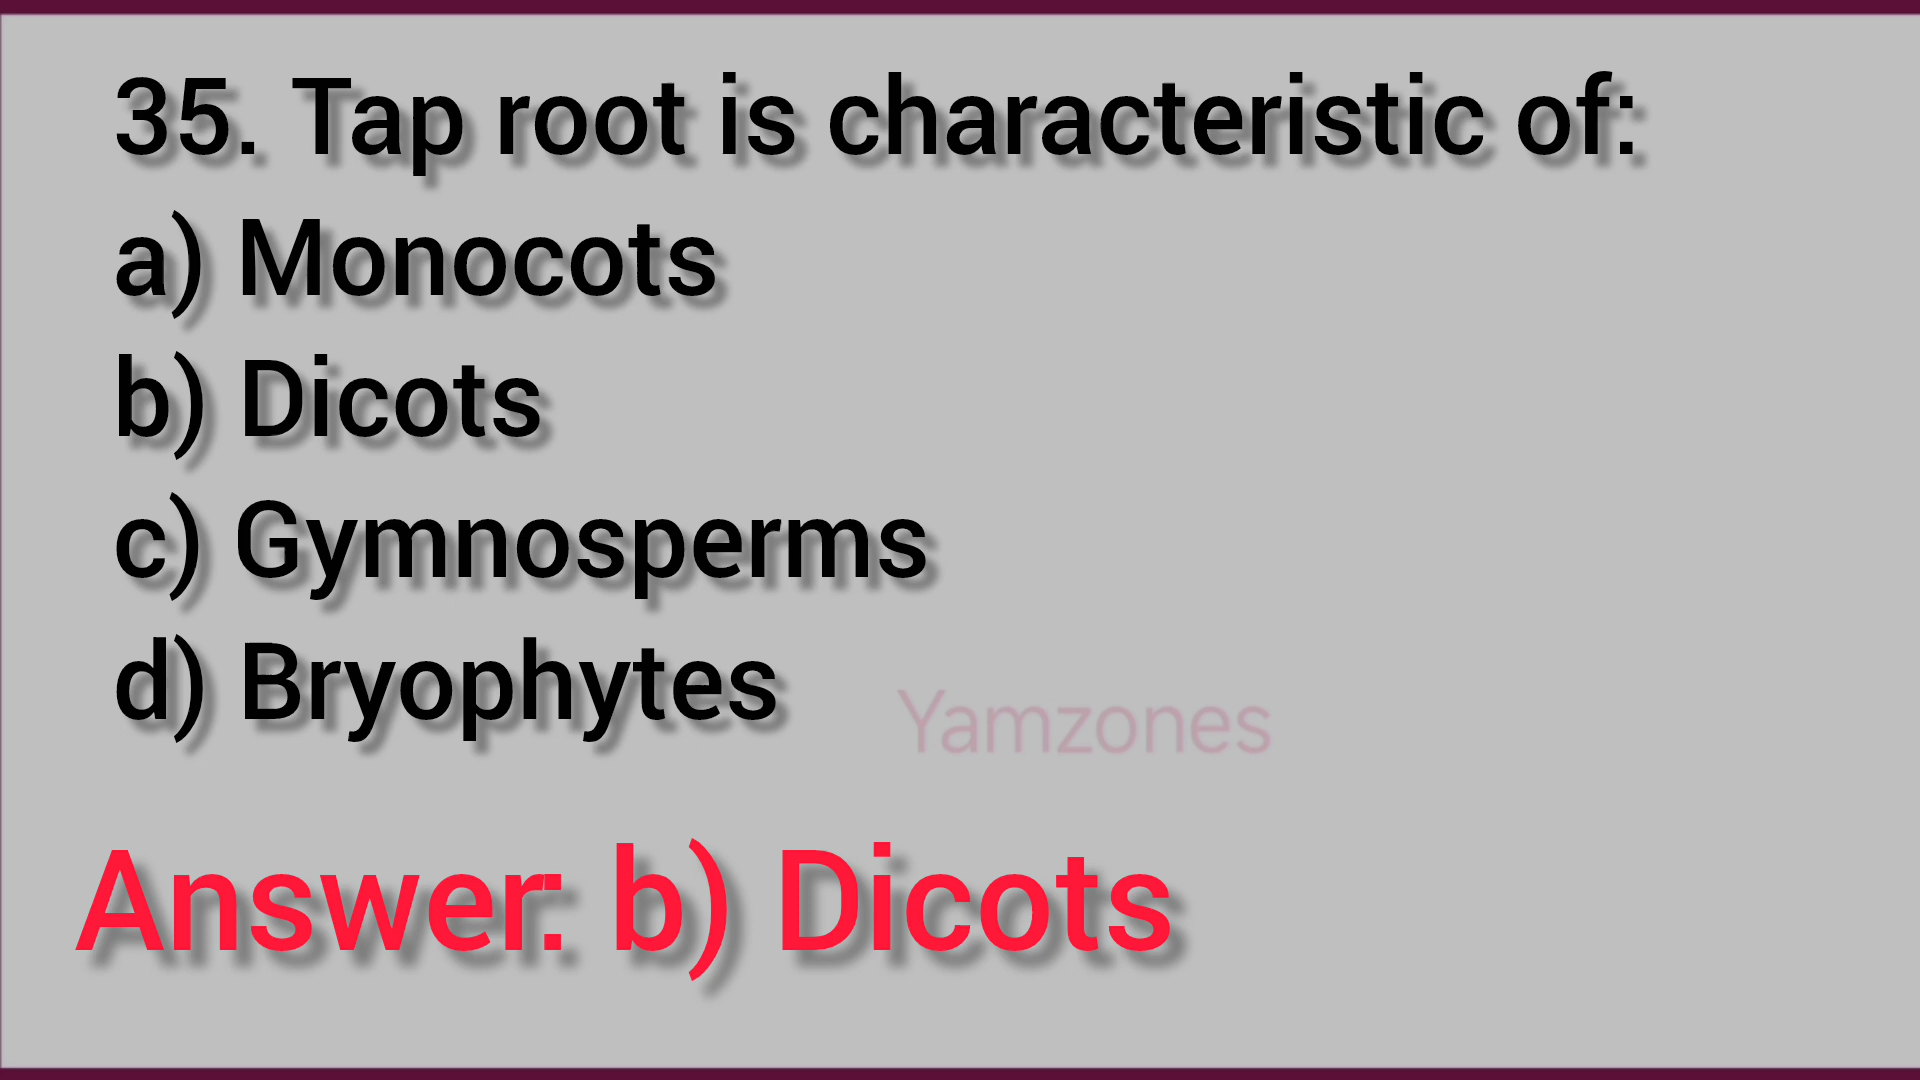 35. Tap root is characteristic of:
a) Monocots
b) Dicots
c) Gymnosperms
d) Bryophytes
Yamzones
Answer: b) Dicots